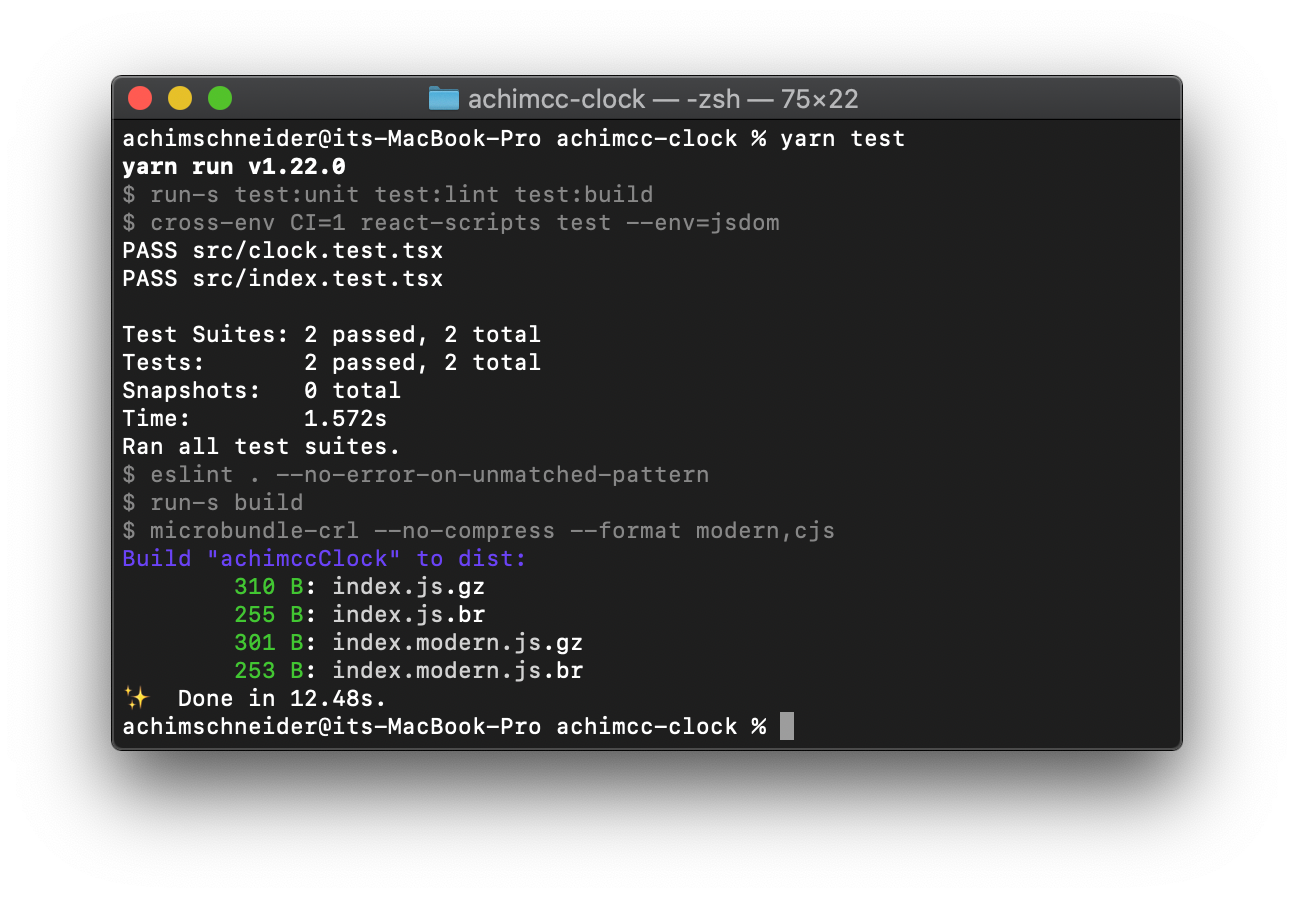 achimcc-clock — -zsh — 75×22
achimschneider@its-MacBook-Pro achimcc-clock % yarn test
yarn run v1.22.0
$ run-s test:unit test:lint test:build
$ cross-env CI=1 react-scripts test --env=jsdom
PASS src/clock.test.tsx
PASS src/index.test.tsx
Test Suites: 2 passed, 2 total
Tests:       2 passed, 2 total
Snapshots:   0 total
Time:        1.572s
Ran all test suites.
$ eslint . --no-error-on-unmatched-pattern
$ run-s build
$ microbundle-crl --no-compress --format modern,cjs
Build "achimccClock" to dist:
        310 B: index.js.gz
        255 B: index.js.br
        301 B: index.modern.js.gz
        253 B: index.modern.js.br
✨  Done in 12.48s.
achimschneider@its-MacBook-Pro achimcc-clock %